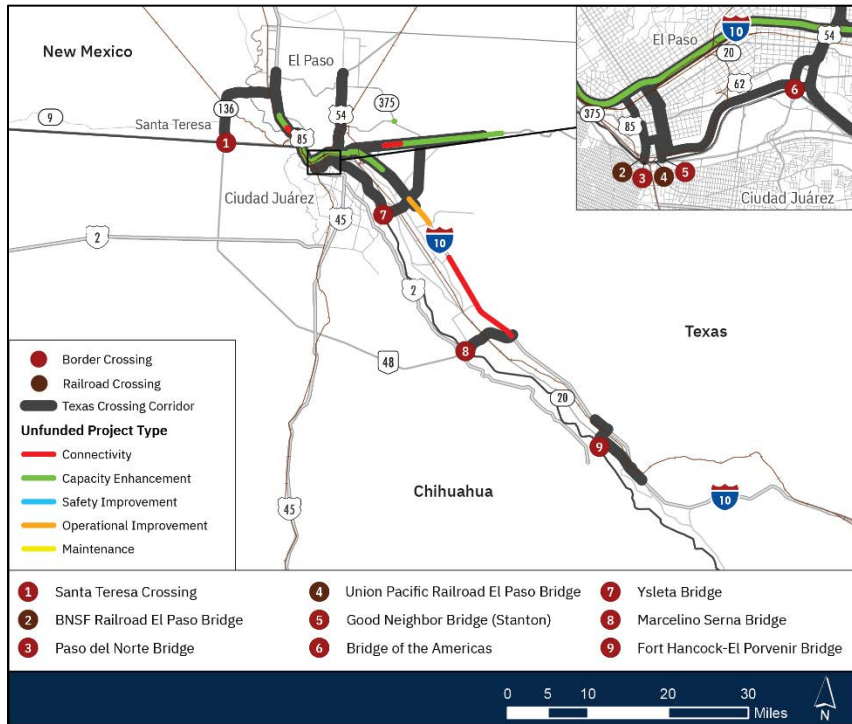 New Mexico
El Paso
9
136
Santa Teresa
1
85
54
375
Ciudad Juárez
45
7
2
10
2
48
8
Texas
20
9
Chihuahua
45
10
El Paso
10
20
54
62
6
375
85
2
3
4
5
Ciudad Juárez
Border Crossing
Railroad Crossing
Texas Crossing Corridor
Unfunded Project Type
Connectivity
Capacity Enhancement
Safety Improvement
Operational Improvement
Maintenance
1 Santa Teresa Crossing
2 BNSF Railroad El Paso Bridge
3 Paso del Norte Bridge
4 Union Pacific Railroad El Paso Bridge
5 Good Neighbor Bridge (Stanton)
6 Bridge of the Americas
7 Ysleta Bridge
8 Marcelino Serna Bridge
9 Fort Hancock-El Porvenir Bridge
0 5 10 20 30
Miles
N